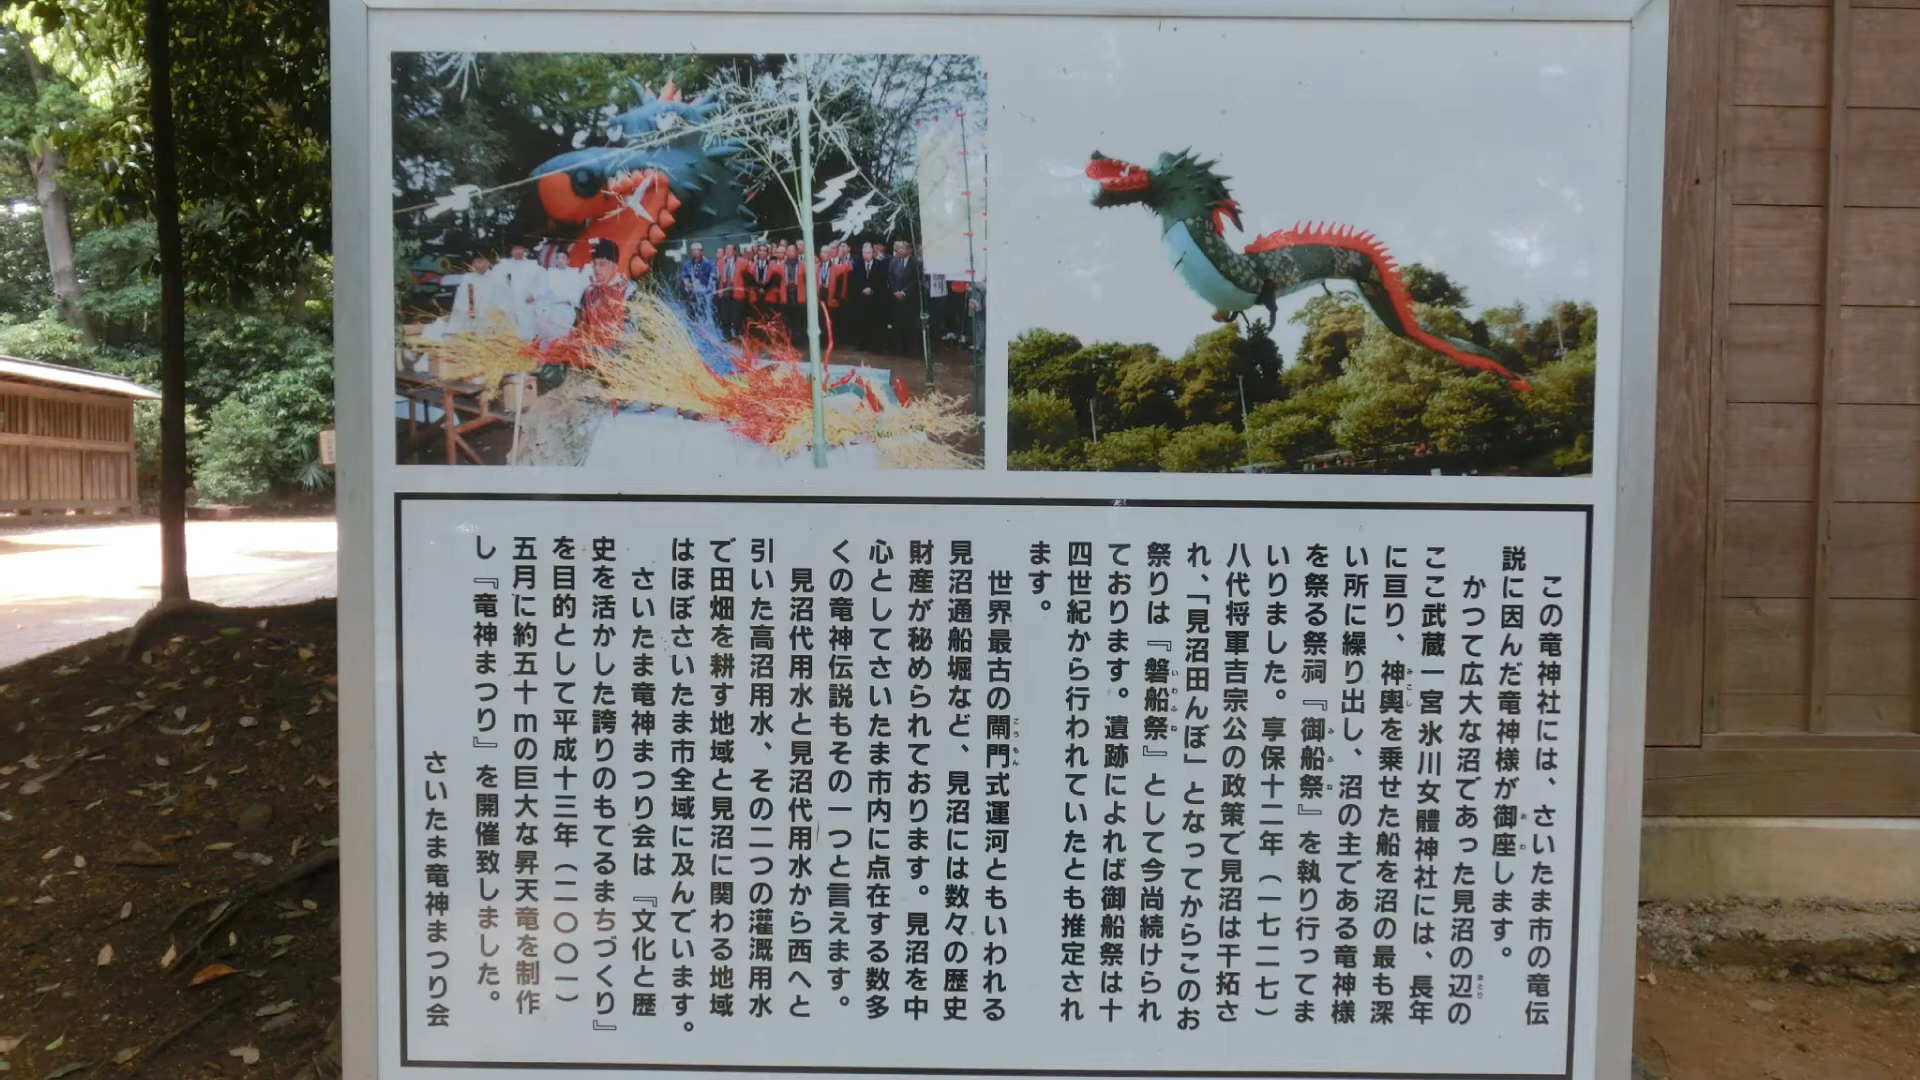 この竜神社には、さいたま市の竜伝
説に因んだ竜神様が御座します。
かつて広大な沼であった見沼の辺の
ここ武蔵一宮氷川女體神社には、長年
に亘り、神輿を乗せた船を沼の最も深
い所に繰り出し、沼の主である竜神様
を祭る祭祠『御船祭』を執り行ってま
いりました。享保十二年（一七二七）
八代将軍吉宗公の政策で見沼は干拓さ
れ、「見沼田んぼ」となってからこのお
祭りは『磐船祭』として今尚続けられ
ております。遺跡によれば御船祭は十
四世紀から行われていたとも推定され
ます。
世界最古の閘門式運河ともいわれる
見沼通船堀など、見沼には数々の歴史
財産が秘められております。見沼を中
心としてさいたま市内に点在する数多
くの竜神伝説もその一つと言えます。
見沼代用水と見沼代用水から西へと
引いた高沼用水、その二つの灌漑用水
で田畑を耕す地域と見沼に関わる地域
はほぼさいたま市全域に及んでいます。
さいたま竜神まつり会は『文化と歴
史を活かした誇りのもてるまちづくり』
を目的として平成十三年（二〇〇一）
五月に約五十ｍの巨大な昇天竜を制作
し『竜神まつり』を開催致しました。
さいたま竜神まつり会